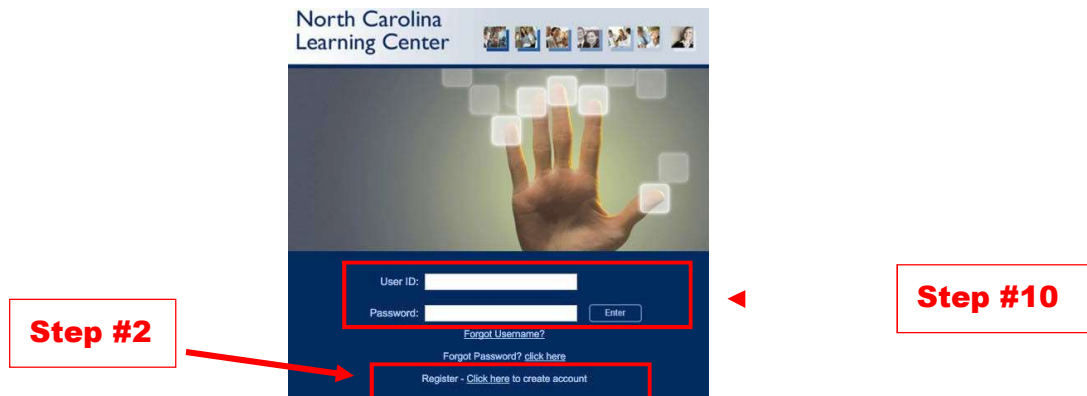 North Carolina
Learning Center
User ID:
Password:
Enter
Step #10
Step #2
Forgot Username?
Forgot Password? click here
Register - Click here to create account